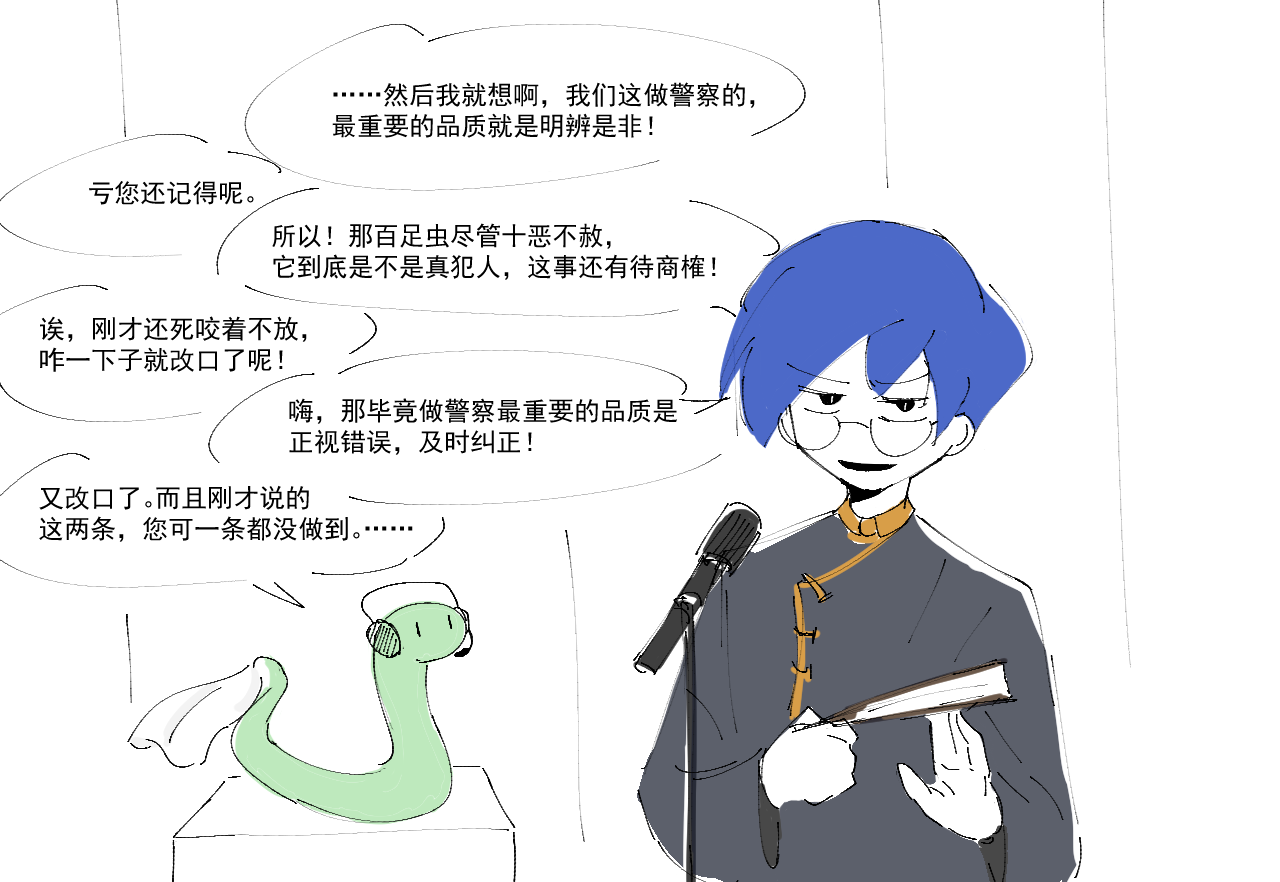 ……然后我就想啊，我们这做警察的，
最重要的品质就是明辨是非！
亏您还记得呢。
所以！那百足虫尽管十恶不赦，
它到底是不是真犯人，这事还有待商榷！
诶，刚才还死咬着不放，
咋一下子就改口了呢！
嗨，那毕竟做警察最重要的品质是
正视错误，及时纠正！
又改口了。而且刚才说的
这两条，您可一条都没做到。……